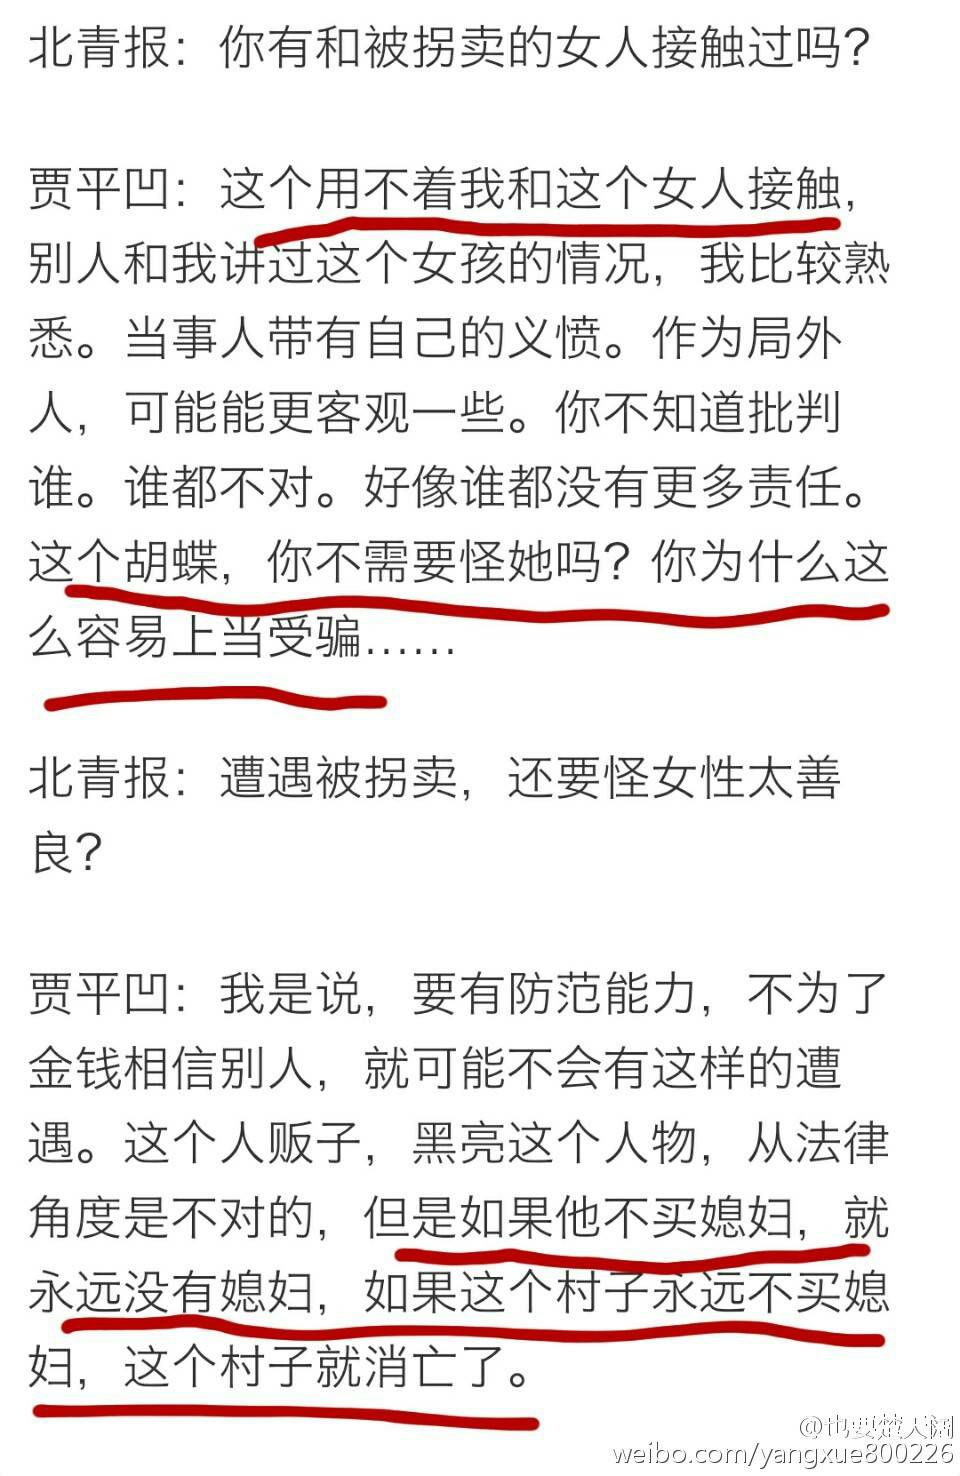 北青报：你有和被拐卖的女人接触过吗？
贾平凹：这个用不着我和这个女人接触，
别人和我讲过这个女孩的情况，我比较熟
悉。当事人带有自己的义愤。作为局外
人，可能能更客观一些。你不知道批判
谁。谁都不对。好像谁都没有更多责任。
这个胡蝶，你不需要怪她吗？你为什么这
么容易上当受骗……
北青报：遭遇被拐卖，还要怪女性太善
良？
贾平凹：我是说，要有防范能力，不为了
金钱相信别人，就可能不会有这样的遭
遇。这个人贩子，黑亮这个人物，从法律
角度是不对的，但是如果他不买媳妇，就
永远没有媳妇，如果这个村子永远不买媳
妇，这个村子就消亡了。
@也要楚天阔
weibo.com/yangxue800226